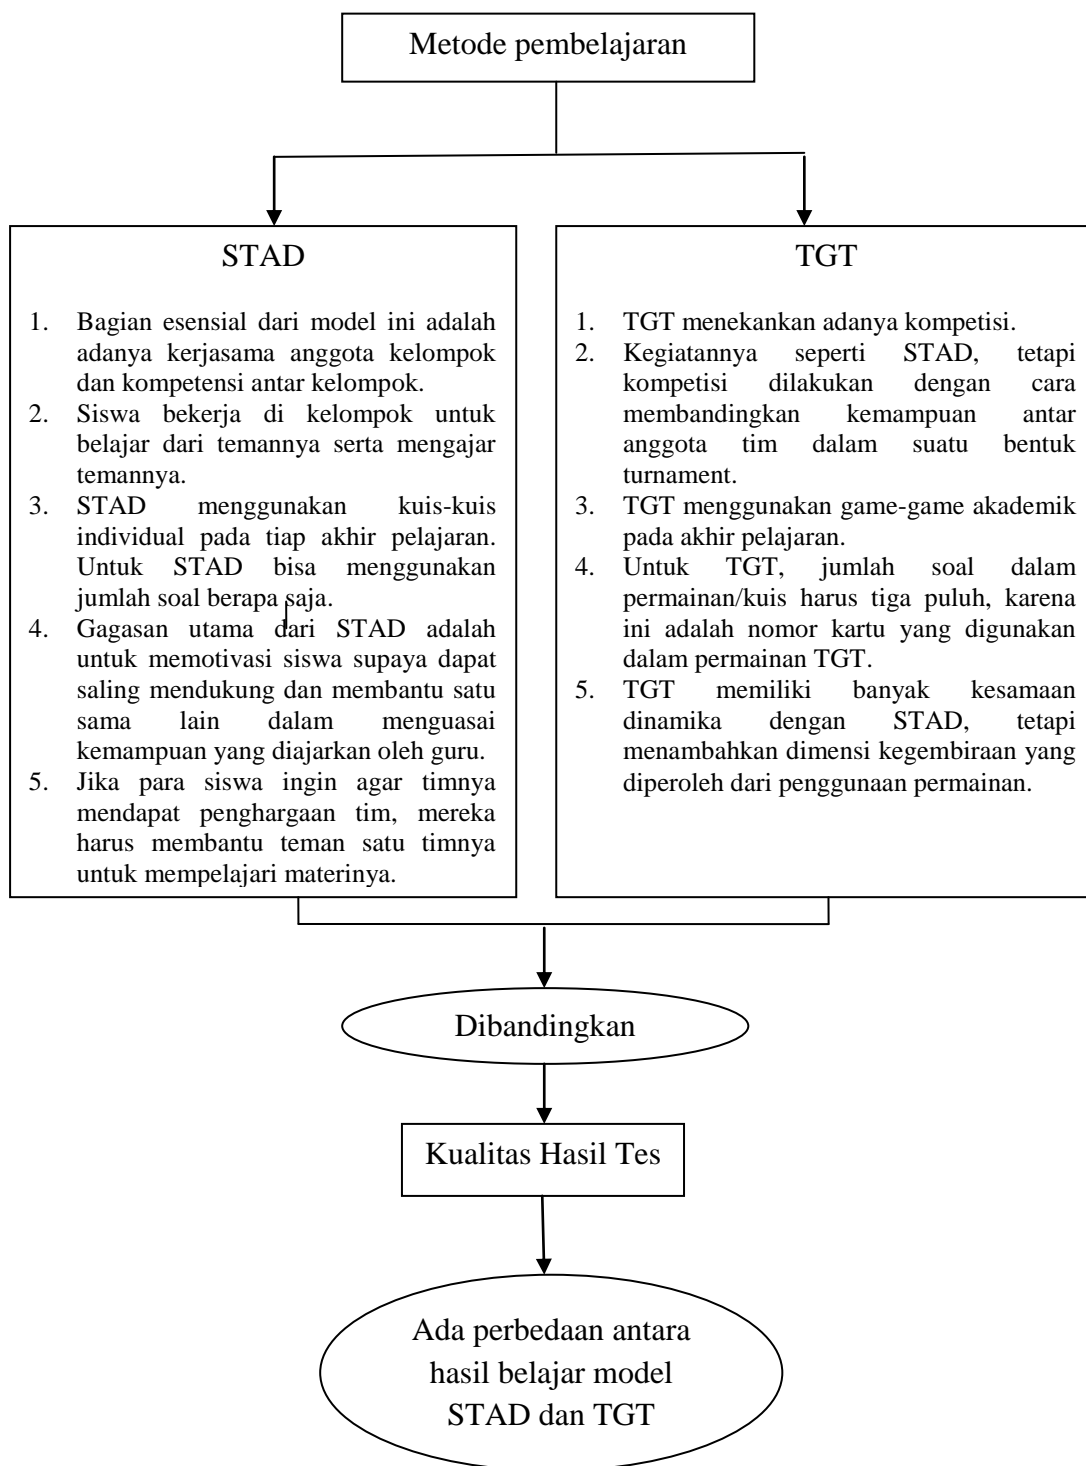 Metode pembelajaran
STAD
1. Bagian esensial dari model ini adalah
adanya kerjasama anggota kelompok
dan kompetensi antar kelompok.
2. Siswa bekerja di kelompok untuk
belajar dari temannya serta mengajar
temannya.
3. STAD menggunakan kuis-kuis
individual pada tiap akhir pelajaran.
Untuk STAD bisa menggunakan
jumlah soal berapa saja.
4. Gagasan utama dari STAD adalah
untuk memotivasi siswa supaya dapat
saling mendukung dan membantu satu
sama lain dalam menguasai
kemampuan yang diajarkan oleh guru.
5. Jika para siswa ingin agar timnya
mendapat penghargaan tim, mereka
harus membantu teman satu timnya
untuk mempelajari materinya.
TGT
1. TGT menekankan adanya kompetisi.
2. Kegiatannya seperti STAD, tetapi
kompetisi dilakukan dengan cara
membandingkan kemampuan antar
anggota tim dalam suatu bentuk
turnament.
3. TGT menggunakan game-game akademik
pada akhir pelajaran.
4. Untuk TGT, jumlah soal dalam
permainan/kuis harus tiga puluh, karena
ini adalah nomor kartu yang digunakan
dalam permainan TGT.
5. TGT memiliki banyak kesamaan
dinamika dengan STAD, tetapi
menambahkan dimensi kegembiraan yang
diperoleh dari penggunaan permainan.
Dibandingkan
Kualitas Hasil Tes
Ada perbedaan antara
hasil belajar model
STAD dan TGT